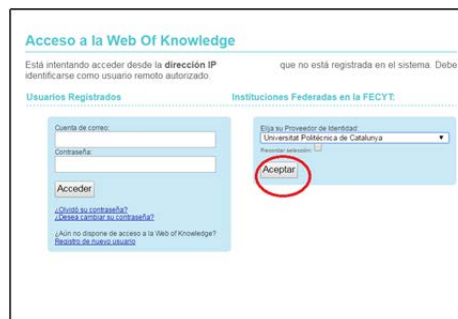 Acceso a la Web Of Knowledge
Está intentando acceder desde la dirección IP que no está registrada en el sistema. Debe
identificarse como usuario remoto autorizado.
Usuarios Registrados
Cuenta de correo:
Contraseña:
Acceder
¿Olvidó su contraseña?
¿Desea cambiar su contraseña?
¿Aún no dispone de acceso a la Web of Knowledge?
Registro de nuevo usuario
Instituciones Federadas en la FECYT:
Elija su Proveedor de Identidad:
Universitat Politécnica de Catalunya
Recordar selección:
Aceptar